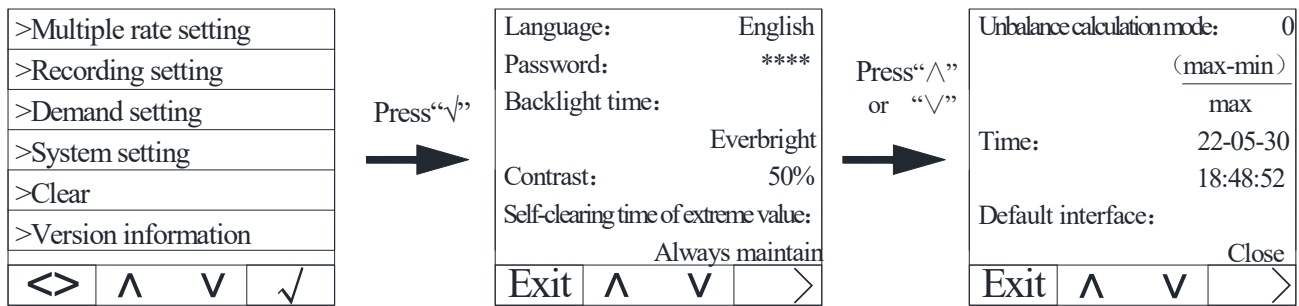 >Multiple rate setting
>Recording setting
>Demand setting
>System setting
>Clear
>Version information
<> ∧ ∨ √
Press“√”
Language： English
Password： ****
Backlight time：
Everbright
Contrast： 50%
Self-clearing time of extreme value：
Always maintain
Exit ∧ ∨ >
Press“∧”
or “∨”
Unbalance calculation mode： 0
（max-min）
max
Time： 22-05-30
18:48:52
Default interface：
Close
Exit ∧ ∨ >